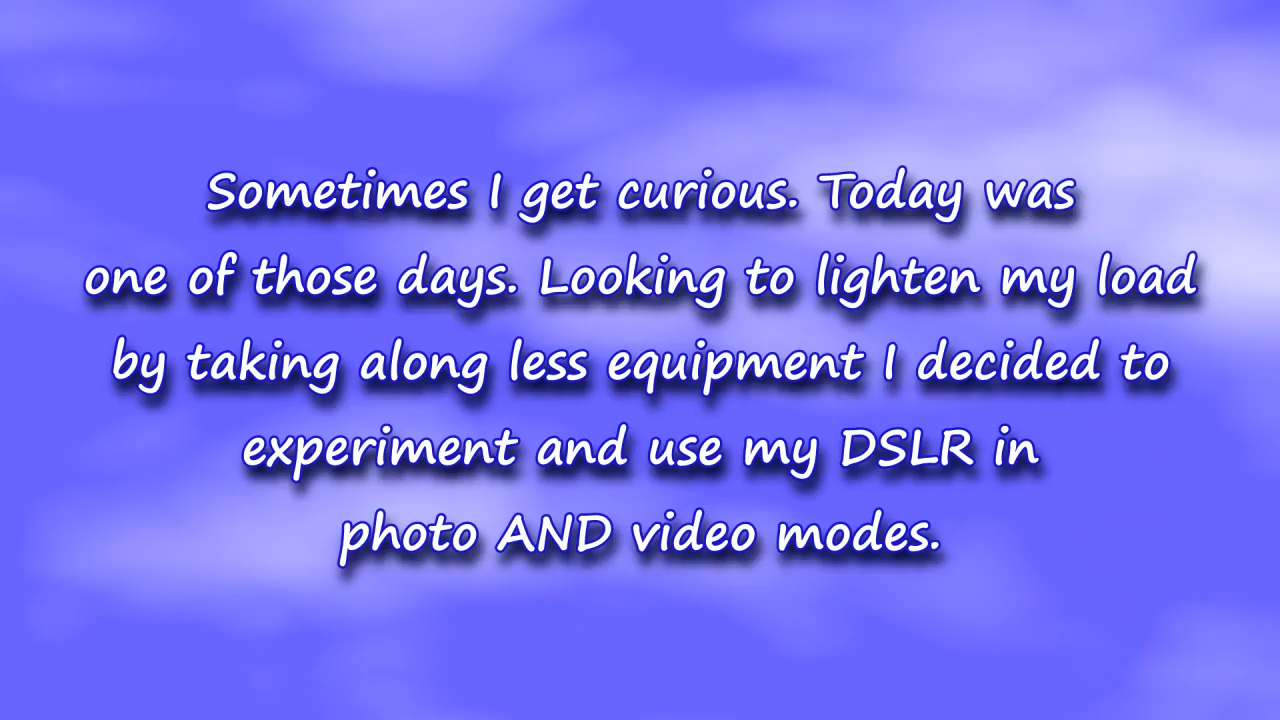 Sometimes I get curious. Today was
one of those days. Looking to lighten my load
by taking along less equipment I decided to
experiment and use my DSLR in
photo AND video modes.